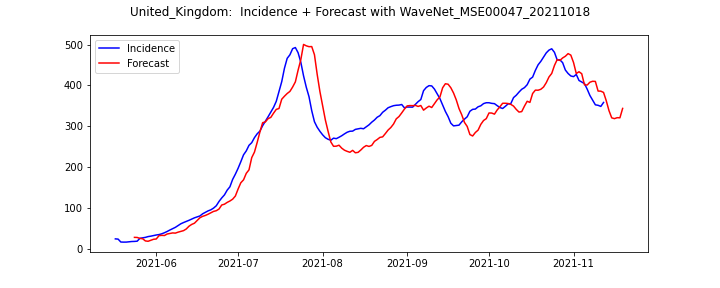 United_Kingdom: Incidence + Forecast with WaveNet_MSE00047_20211018
Incidence
Forecast
500
400
300
200
100
0
2021-06 2021-07 2021-08 2021-09 2021-10 2021-11